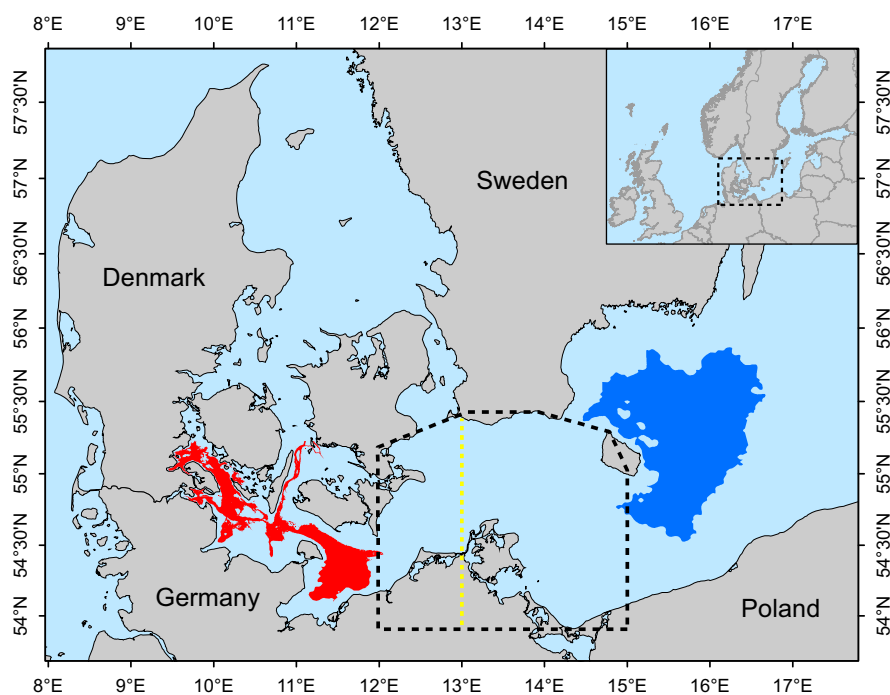 8°E 9°E 10°E 11°E 12°E 13°E 14°E 15°E 16°E 17°E
57°30'N 57°30'N
57°N Sweden 57°N
56°30'N Denmark 56°30'N
56°N 56°N
55°30'N 55°30'N
55°N 55°N
54°30'N 54°30'N
54°N Germany Poland 54°N
8°E 9°E 10°E 11°E 12°E 13°E 14°E 15°E 16°E 17°E